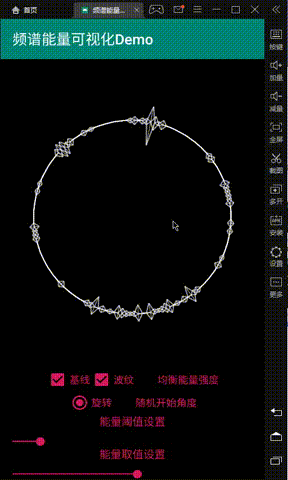 首页
频谱能量...
频谱能量可视化Demo
按键
加量
减量
全屏
截图
多开
安装
设置
更多
基线 波纹 均衡能量强度
旋转 随机开始角度
能量阈值设置
能量取值设置